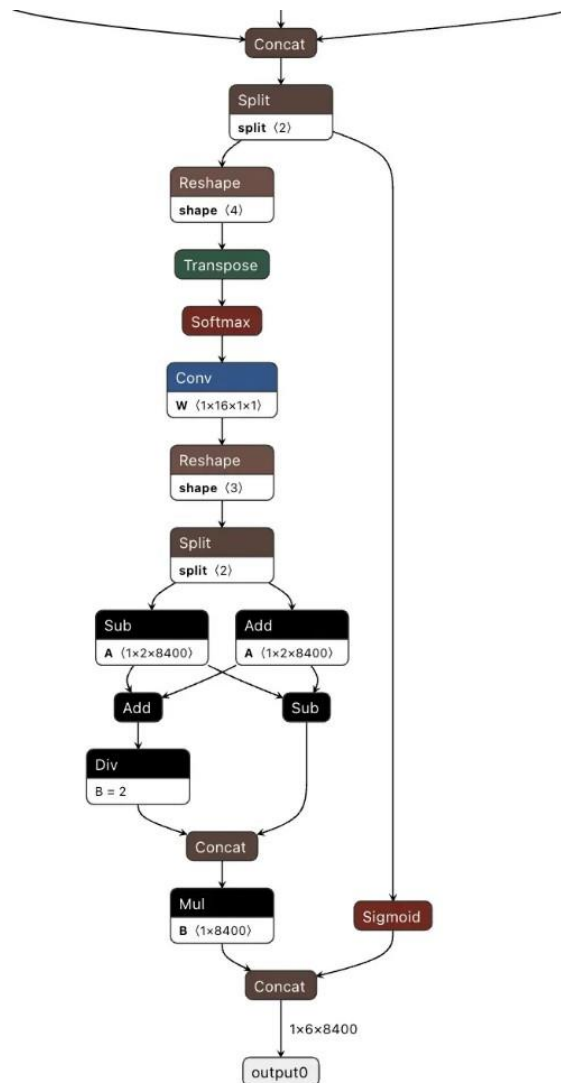 Concat
Split
split ⟨2⟩
Reshape
shape ⟨4⟩
Transpose
Softmax
Conv
W ⟨1×16×1×1⟩
Reshape
shape ⟨3⟩
Split
split ⟨2⟩
Sub
A ⟨1×2×8400⟩
Add
A ⟨1×2×8400⟩
Add
Sub
Div
B = 2
Concat
Mul
B ⟨1×8400⟩
Sigmoid
Concat
1×6×8400
output0